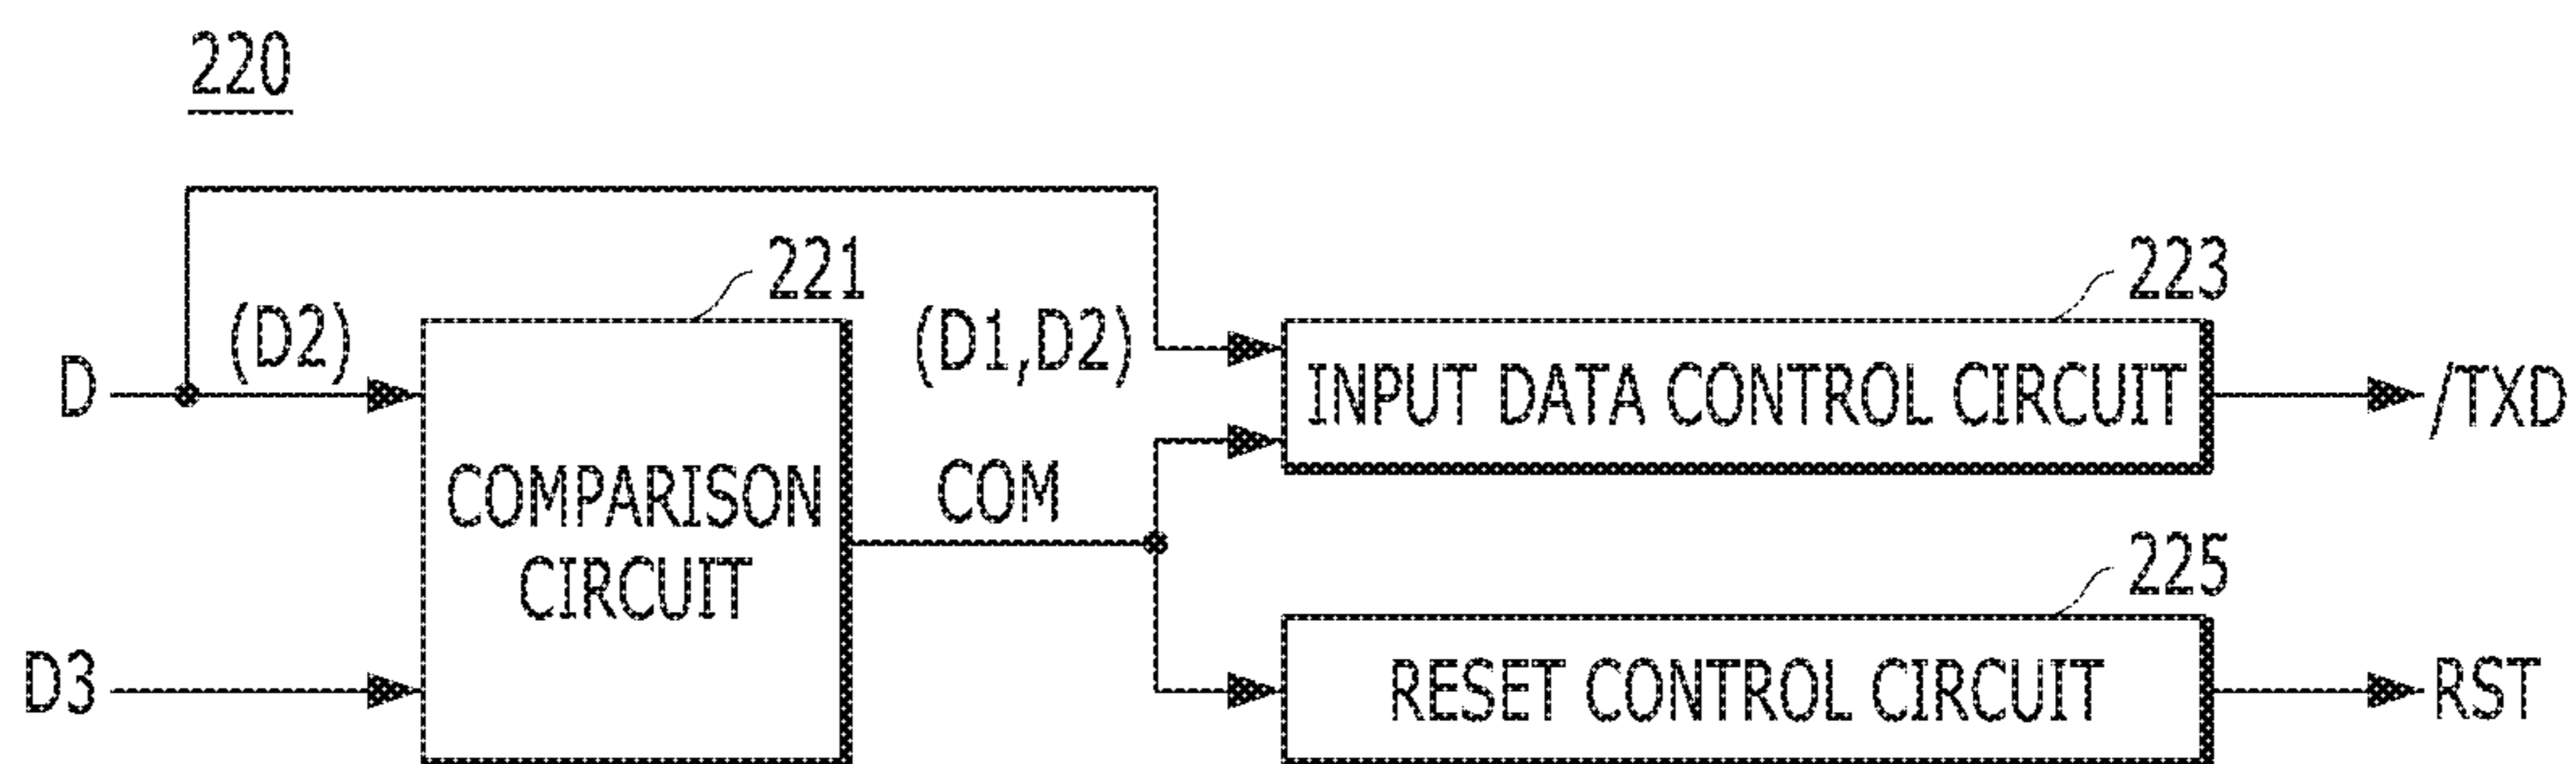 220
221
223
(D2)
(D1,D2)
D
INPUT DATA CONTROL CIRCUIT
/TXD
COMPARISON
CIRCUIT
COM
225
D3
RESET CONTROL CIRCUIT
RST